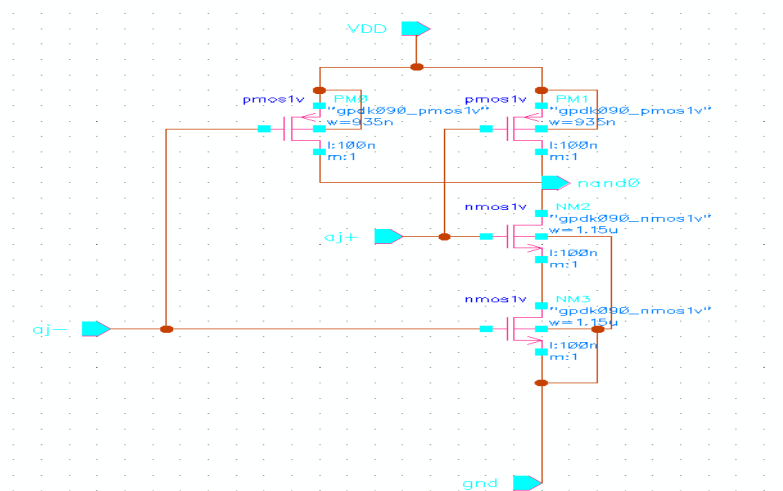 VDD
pmos1v PM0
"gpdk090_pmos1v"
w=935n
l:100n
m:1
pmos1v PM1
"gpdk090_pmos1v"
w=935n
l:100n
m:1
nand0
nmos1v NM2
"gpdk090_nmos1v"
w=1.15u
l:100n
m:1
aj+
nmos1v NM3
"gpdk090_nmos1v"
w=1.15u
l:100n
m:1
aj-
gnd